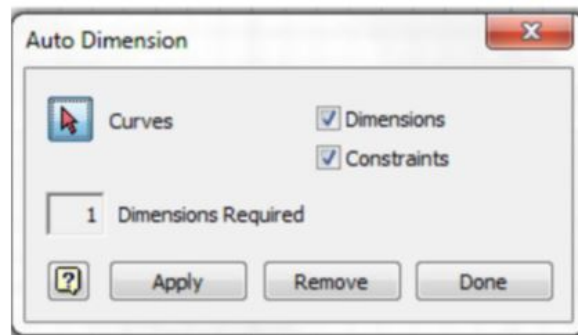 Auto Dimension
Curves
Dimensions
Constraints
1 Dimensions Required
? Apply Remove Done